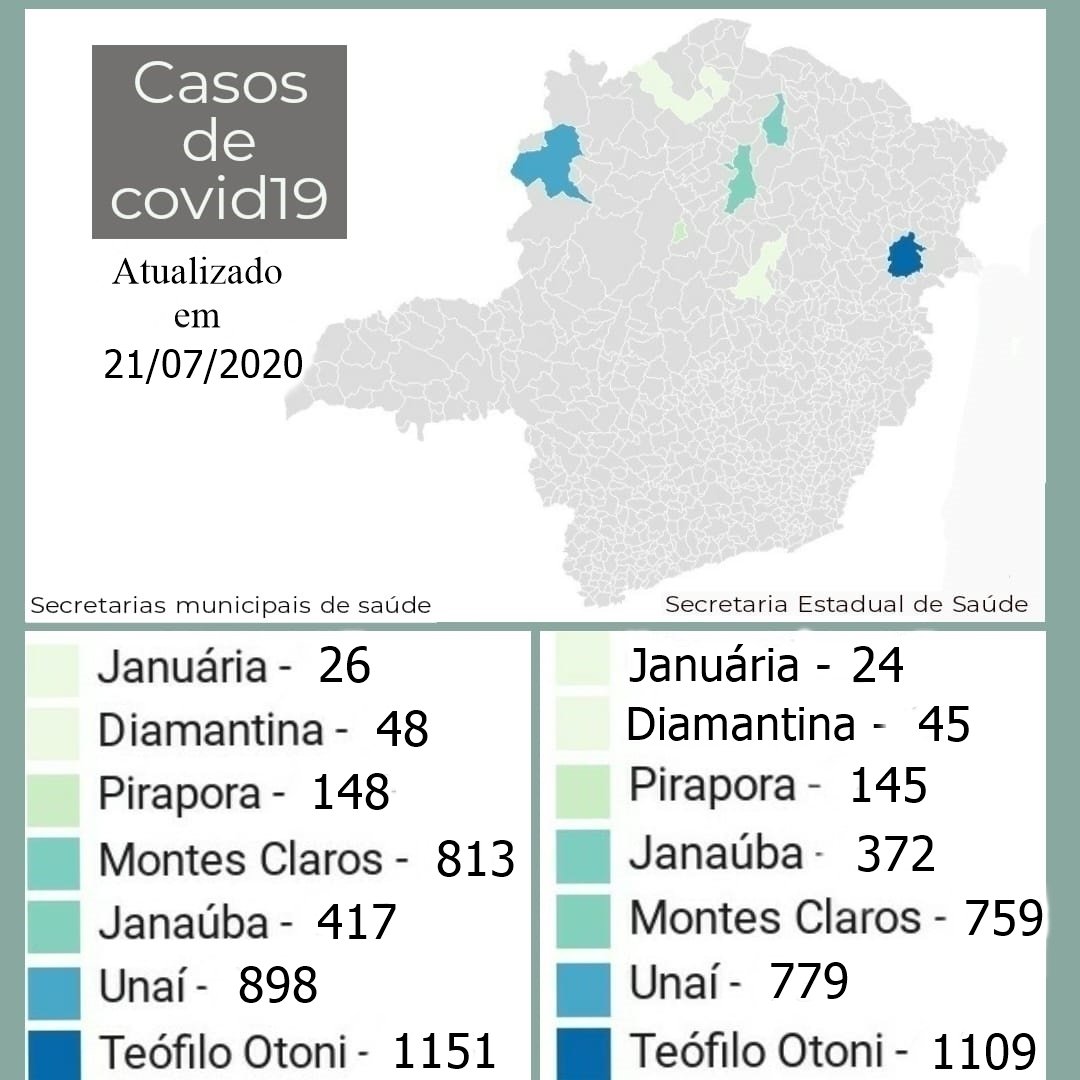 Casos
de
covid19
Atualizado
em
21/07/2020
Secretarias municipais de saúde
Secretaria Estadual de Saúde
Januária - 26
Diamantina - 48
Pirapora - 148
Montes Claros - 813
Janaúba - 417
Unaí - 898
Teófilo Otoni - 1151
Januária - 24
Diamantina - 45
Pirapora - 145
Janaúba - 372
Montes Claros - 759
Unaí - 779
Teófilo Otoni - 1109